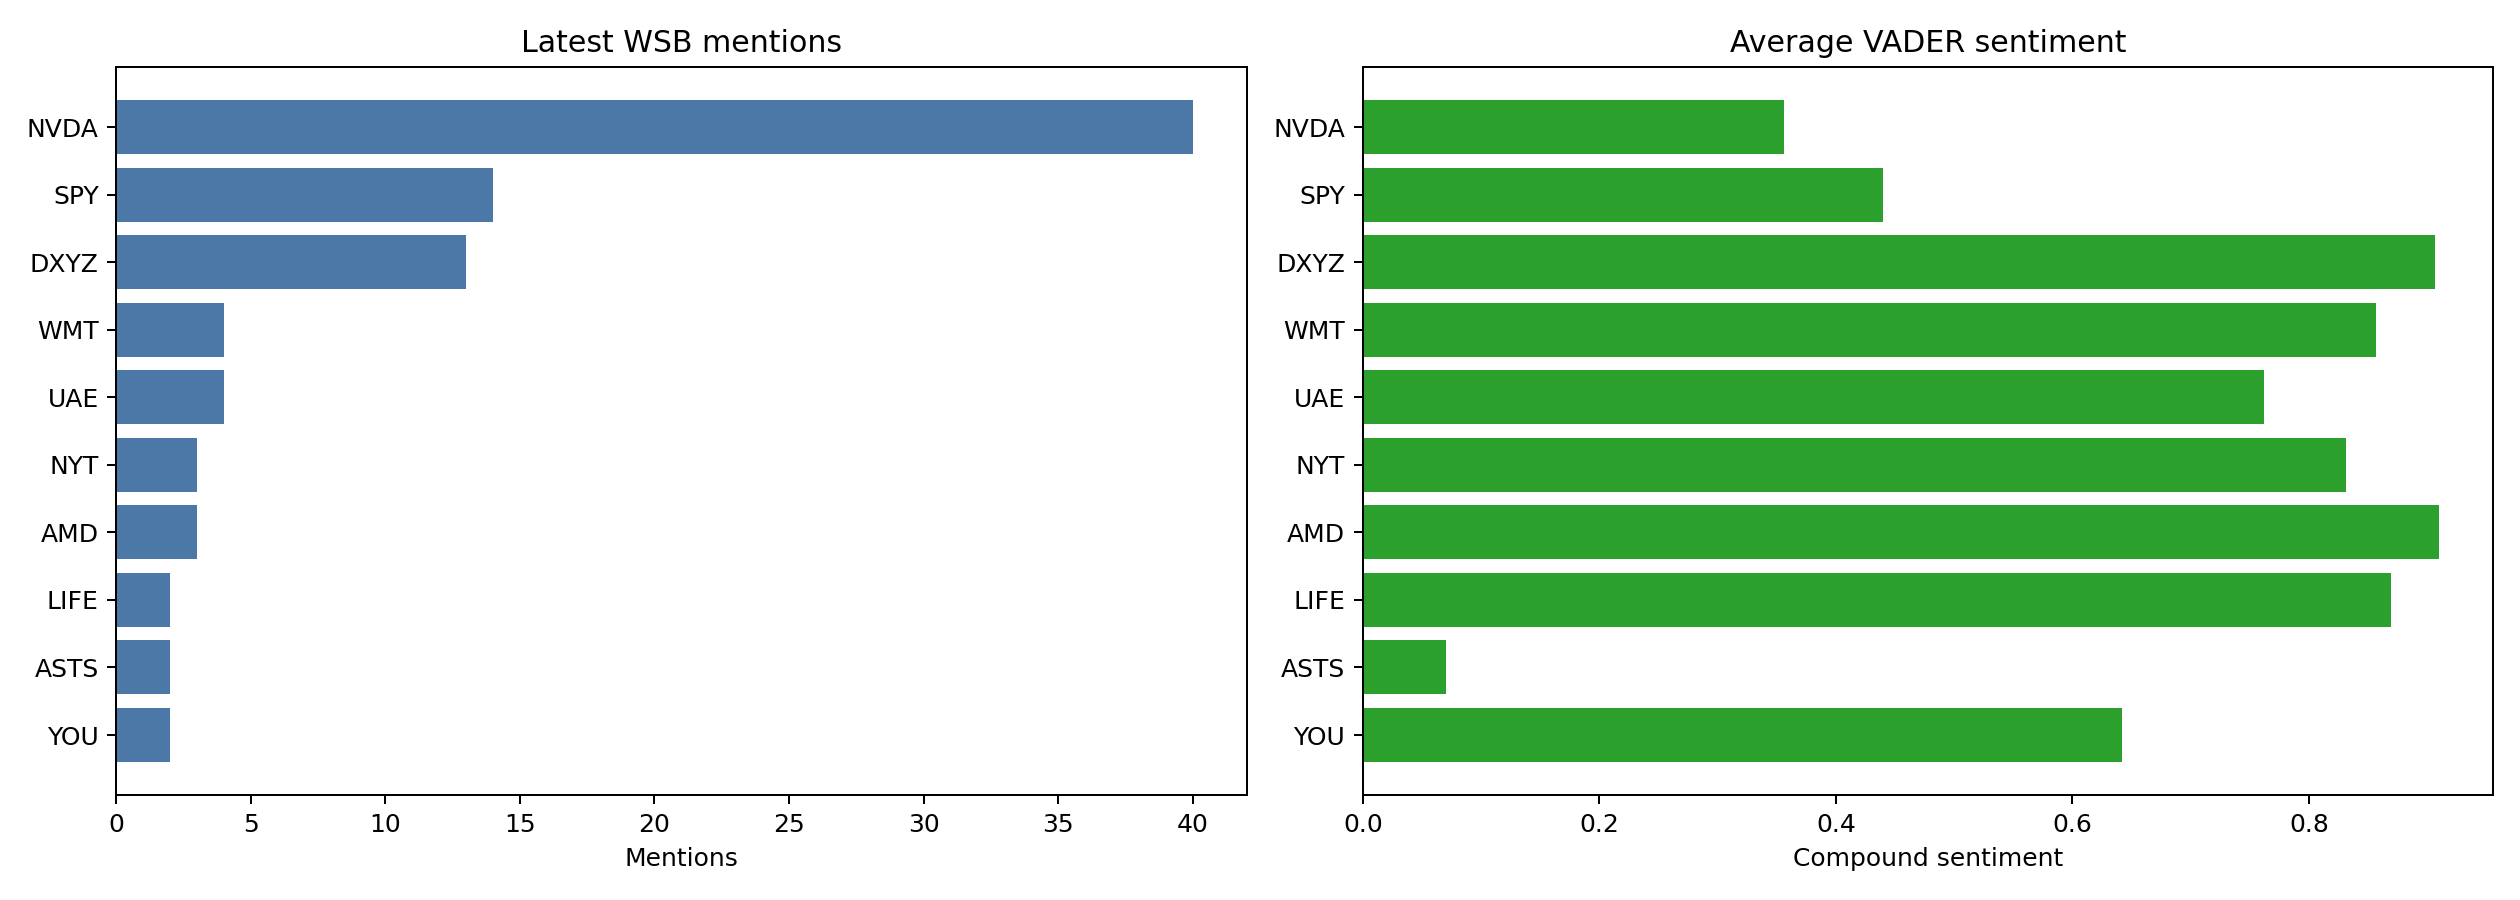 Latest WSB mentions
NVDA
SPY
DXYZ
WMT
UAE
NYT
AMD
LIFE
ASTS
YOU
0 5 10 15 20 25 30 35 40
Mentions
Average VADER sentiment
NVDA
SPY
DXYZ
WMT
UAE
NYT
AMD
LIFE
ASTS
YOU
0.0 0.2 0.4 0.6 0.8
Compound sentiment